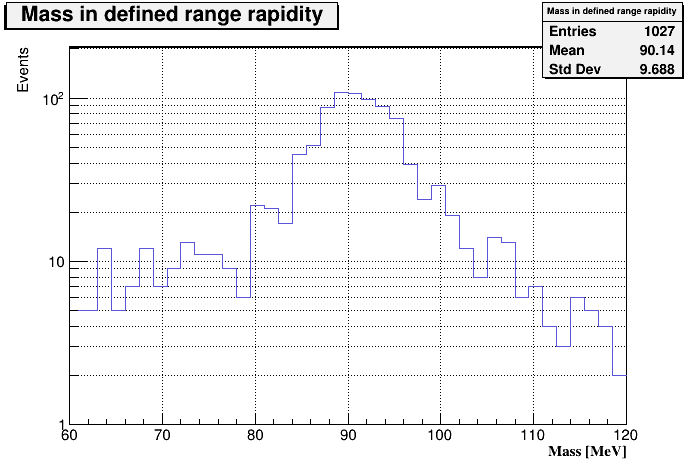 Mass in defined range rapidity
Mass in defined range rapidity
Entries 1027
Mean 90.14
Std Dev 9.688
Events
10²
10
1
60 70 80 90 100 110 120
Mass [MeV]